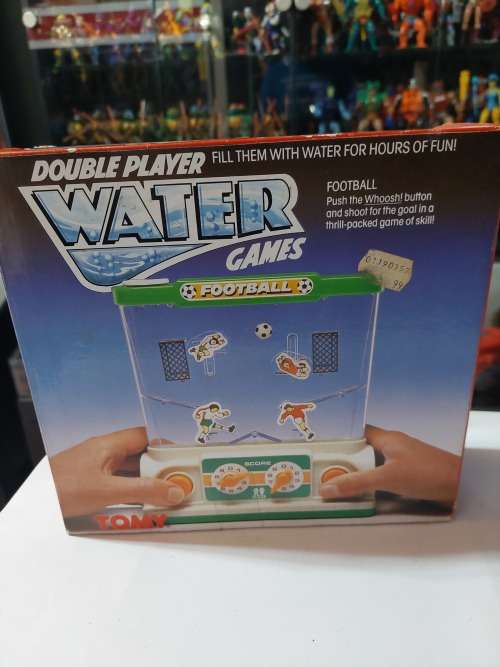 DOUBLE PLAYER
WATER
GAMES
FILL THEM WITH WATER FOR HOURS OF FUN!
FOOTBALL
Push the Whoosh! button
and shoot for the goal in a
thrill-packed game of skill!
FOOTBALL
SCORE
TOMY